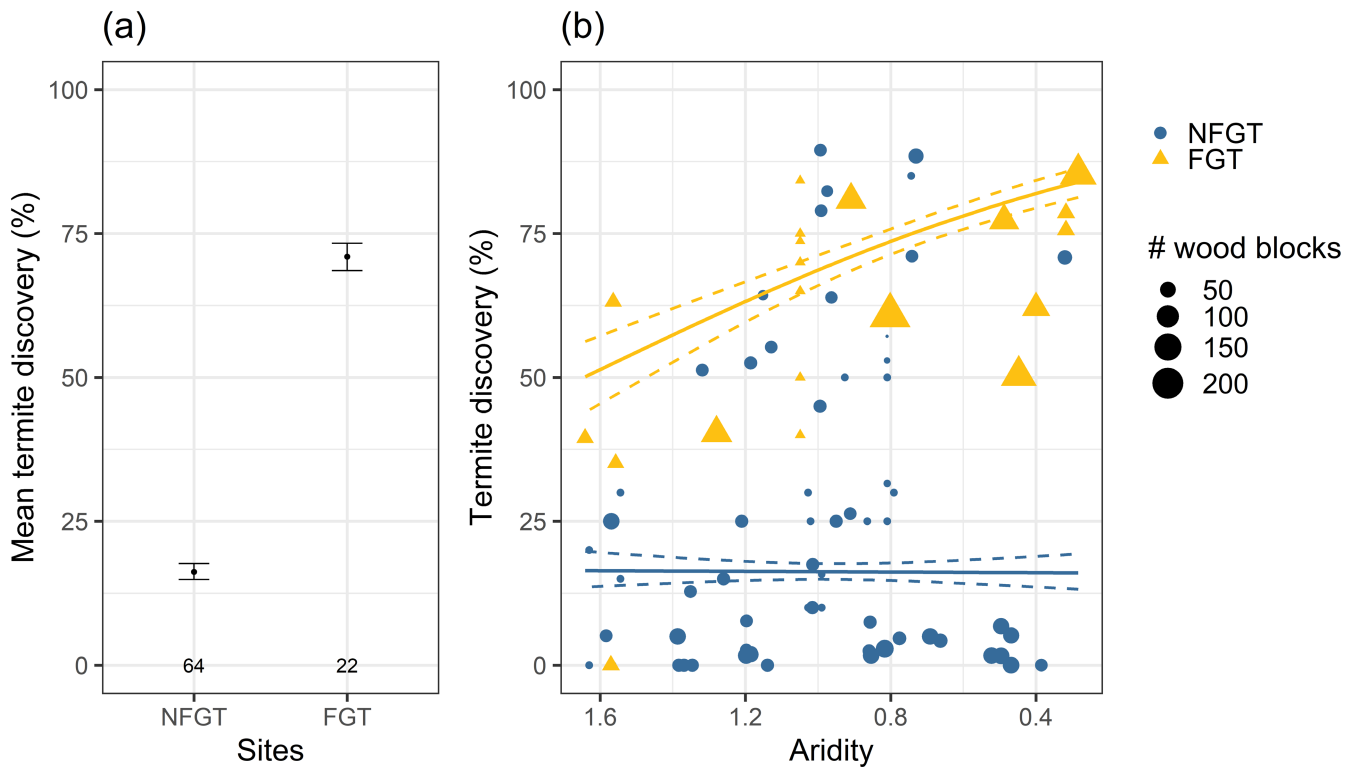 (a)
Mean termite discovery (%)
100
75
50
25
0
64
22
NFGT
FGT
Sites
(b)
Termite discovery (%)
100
75
50
25
0
1.6
1.2
0.8
0.4
Aridity
NFGT
FGT
# wood blocks
50
100
150
200